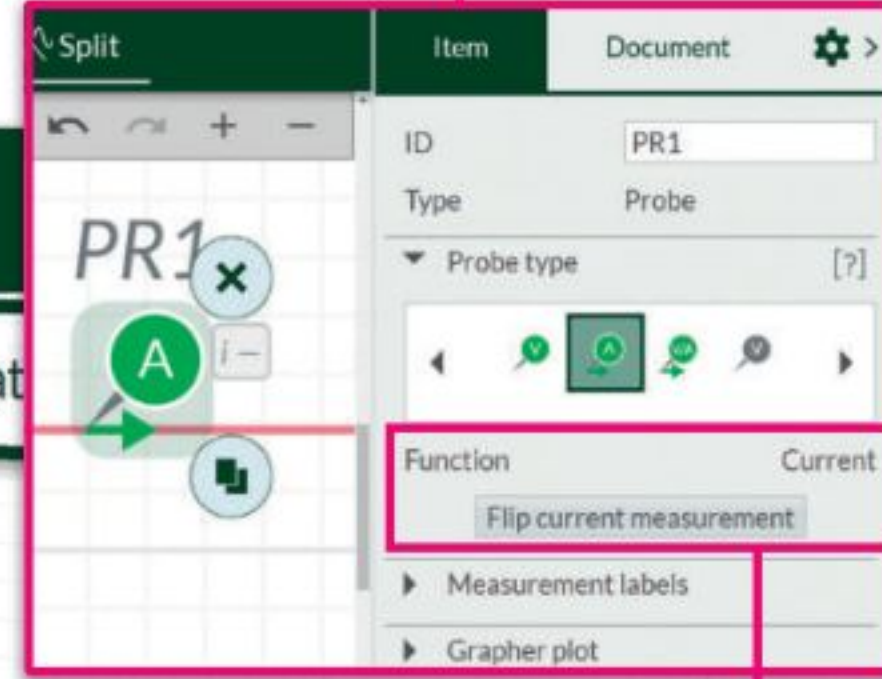 Split
Item
Document
ID
PR1
Type
Probe
PR1
Probe type
[?]
A
i –
V
A
V/A
V
at
Function
Current
Flip current measurement
Measurement labels
Grapher plot